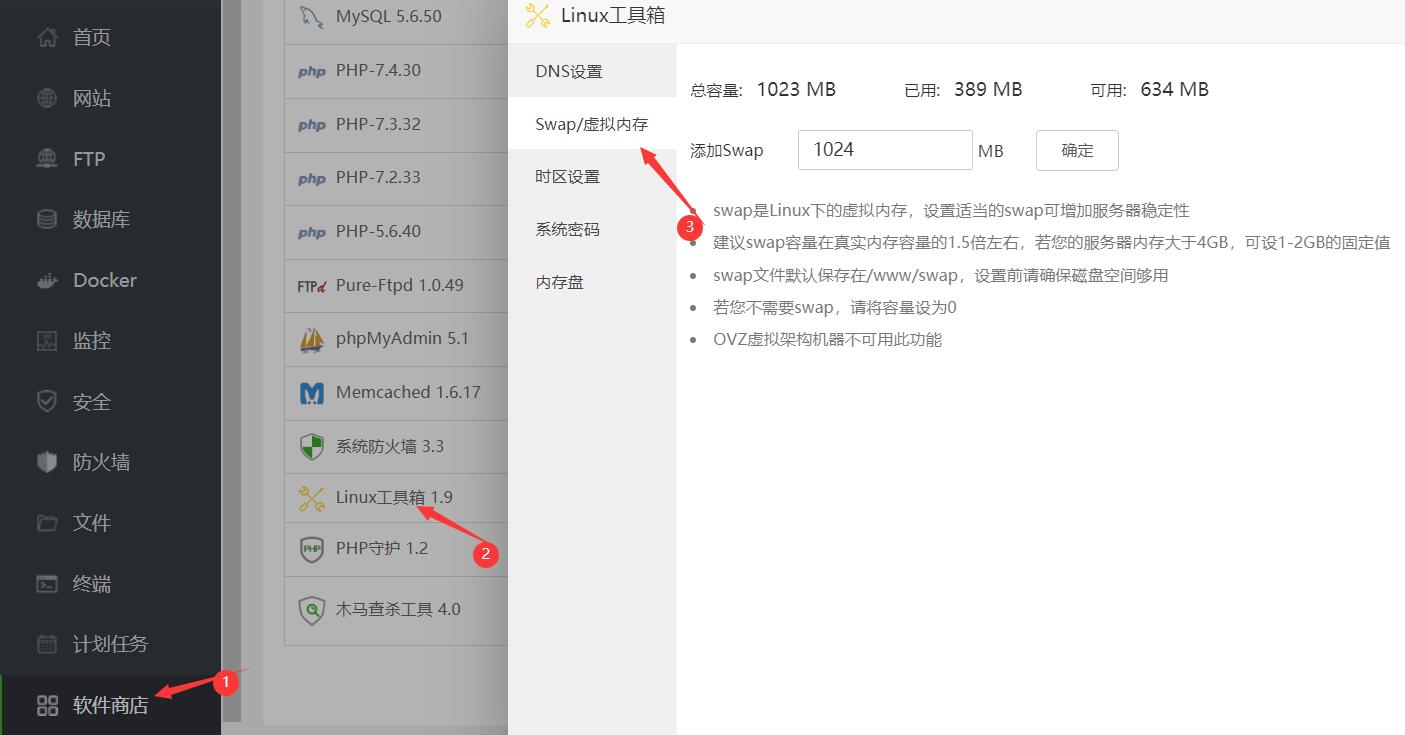 首页
网站
FTP
数据库
Docker
监控
安全
防火墙
文件
终端
计划任务
软件商店
1
MySQL 5.6.50
php PHP-7.4.30
php PHP-7.3.32
php PHP-7.2.33
php PHP-5.6.40
FTPd Pure-Ftpd 1.0.49
phpMyAdmin 5.1
Memcached 1.6.17
系统防火墙 3.3
Linux工具箱 1.9
2
PHP PHP守护 1.2
木马查杀工具 4.0
Linux工具箱
DNS设置
Swap/虚拟内存
时区设置
系统密码
内存盘
3
总容量: 1023 MB 已用: 389 MB 可用: 634 MB
添加Swap 1024 MB 确定
swap是Linux下的虚拟内存，设置适当的swap可增加服务器稳定性
建议swap容量在真实内存容量的1.5倍左右，若您的服务器内存大于4GB，可设1-2GB的固定值
swap文件默认保存在/www/swap，设置前请确保磁盘空间够用
若您不需要swap，请将容量设为0
OVZ虚拟架构机器不可用此功能